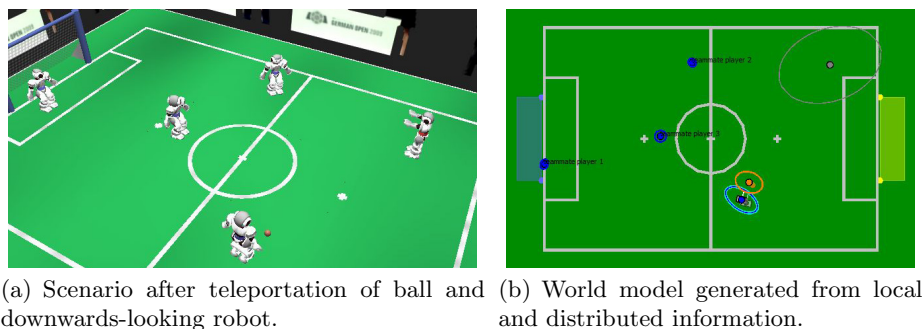 GERMAN OPEN 2009
teammate player 2
teammate player 3
teammate player 1
(a) Scenario after teleportation of ball and
downwards-looking robot.
(b) World model generated from local
and distributed information.